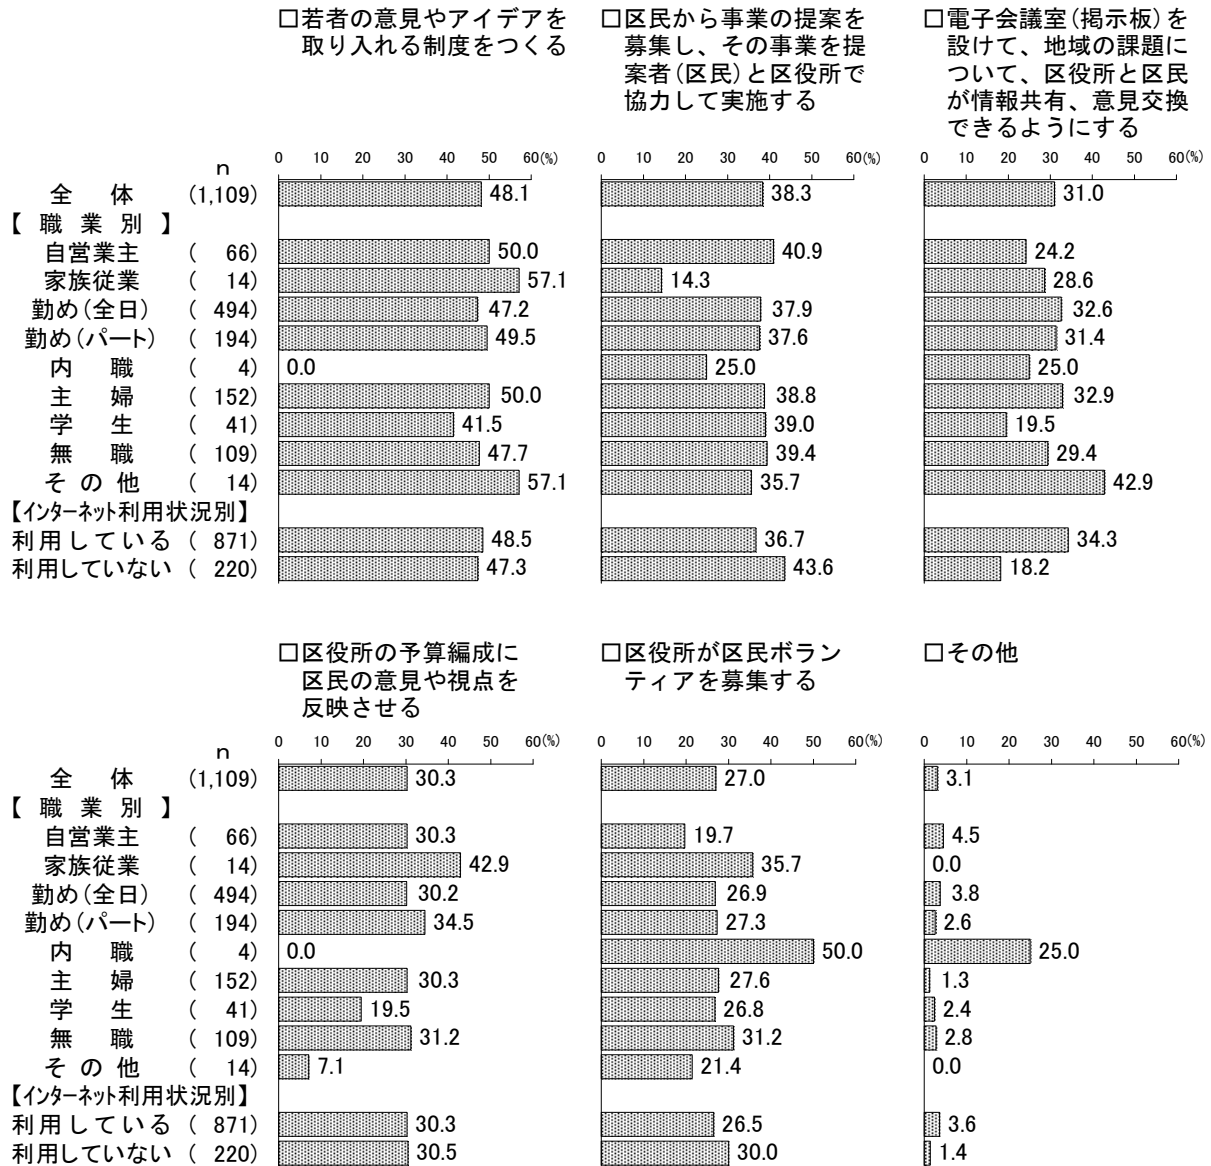 □若者の意見やアイデアを
取り入れる制度をつくる
□区民から事業の提案を
募集し、その事業を提
案者(区民)と区役所で
協力して実施する
□電子会議室(掲示板)を
設けて、地域の課題に
ついて、区役所と区民
が情報共有、意見交換
できるようにする
n 0 10 20 30 40 50 60(%) 0 10 20 30 40 50 60(%) 0 10 20 30 40 50 60(%)
全体 (1,109) 48.1 38.3 31.0
【職業別】
自営業主 ( 66) 50.0 40.9 24.2
家族従業 ( 14) 57.1 14.3 28.6
勤め(全日) ( 494) 47.2 37.9 32.6
勤め(パート) ( 194) 49.5 37.6 31.4
内職 ( 4) 0.0 25.0 25.0
主婦 ( 152) 50.0 38.8 32.9
学生 ( 41) 41.5 39.0 19.5
無職 ( 109) 47.7 39.4 29.4
その他 ( 14) 57.1 35.7 42.9
【インターネット利用状況別】
利用している ( 871) 48.5 36.7 34.3
利用していない ( 220) 47.3 43.6 18.2
□区役所の予算編成に
区民の意見や視点を
反映させる
□区役所が区民ボラン
ティアを募集する
□その他
n 0 10 20 30 40 50 60(%) 0 10 20 30 40 50 60(%) 0 10 20 30 40 50 60(%)
全体 (1,109) 30.3 27.0 3.1
【職業別】
自営業主 ( 66) 30.3 19.7 4.5
家族従業 ( 14) 42.9 35.7 0.0
勤め(全日) ( 494) 30.2 26.9 3.8
勤め(パート) ( 194) 34.5 27.3 2.6
内職 ( 4) 0.0 50.0 25.0
主婦 ( 152) 30.3 27.6 1.3
学生 ( 41) 19.5 26.8 2.4
無職 ( 109) 31.2 31.2 2.8
その他 ( 14) 7.1 21.4 0.0
【インターネット利用状況別】
利用している ( 871) 30.3 26.5 3.6
利用していない ( 220) 30.5 30.0 1.4